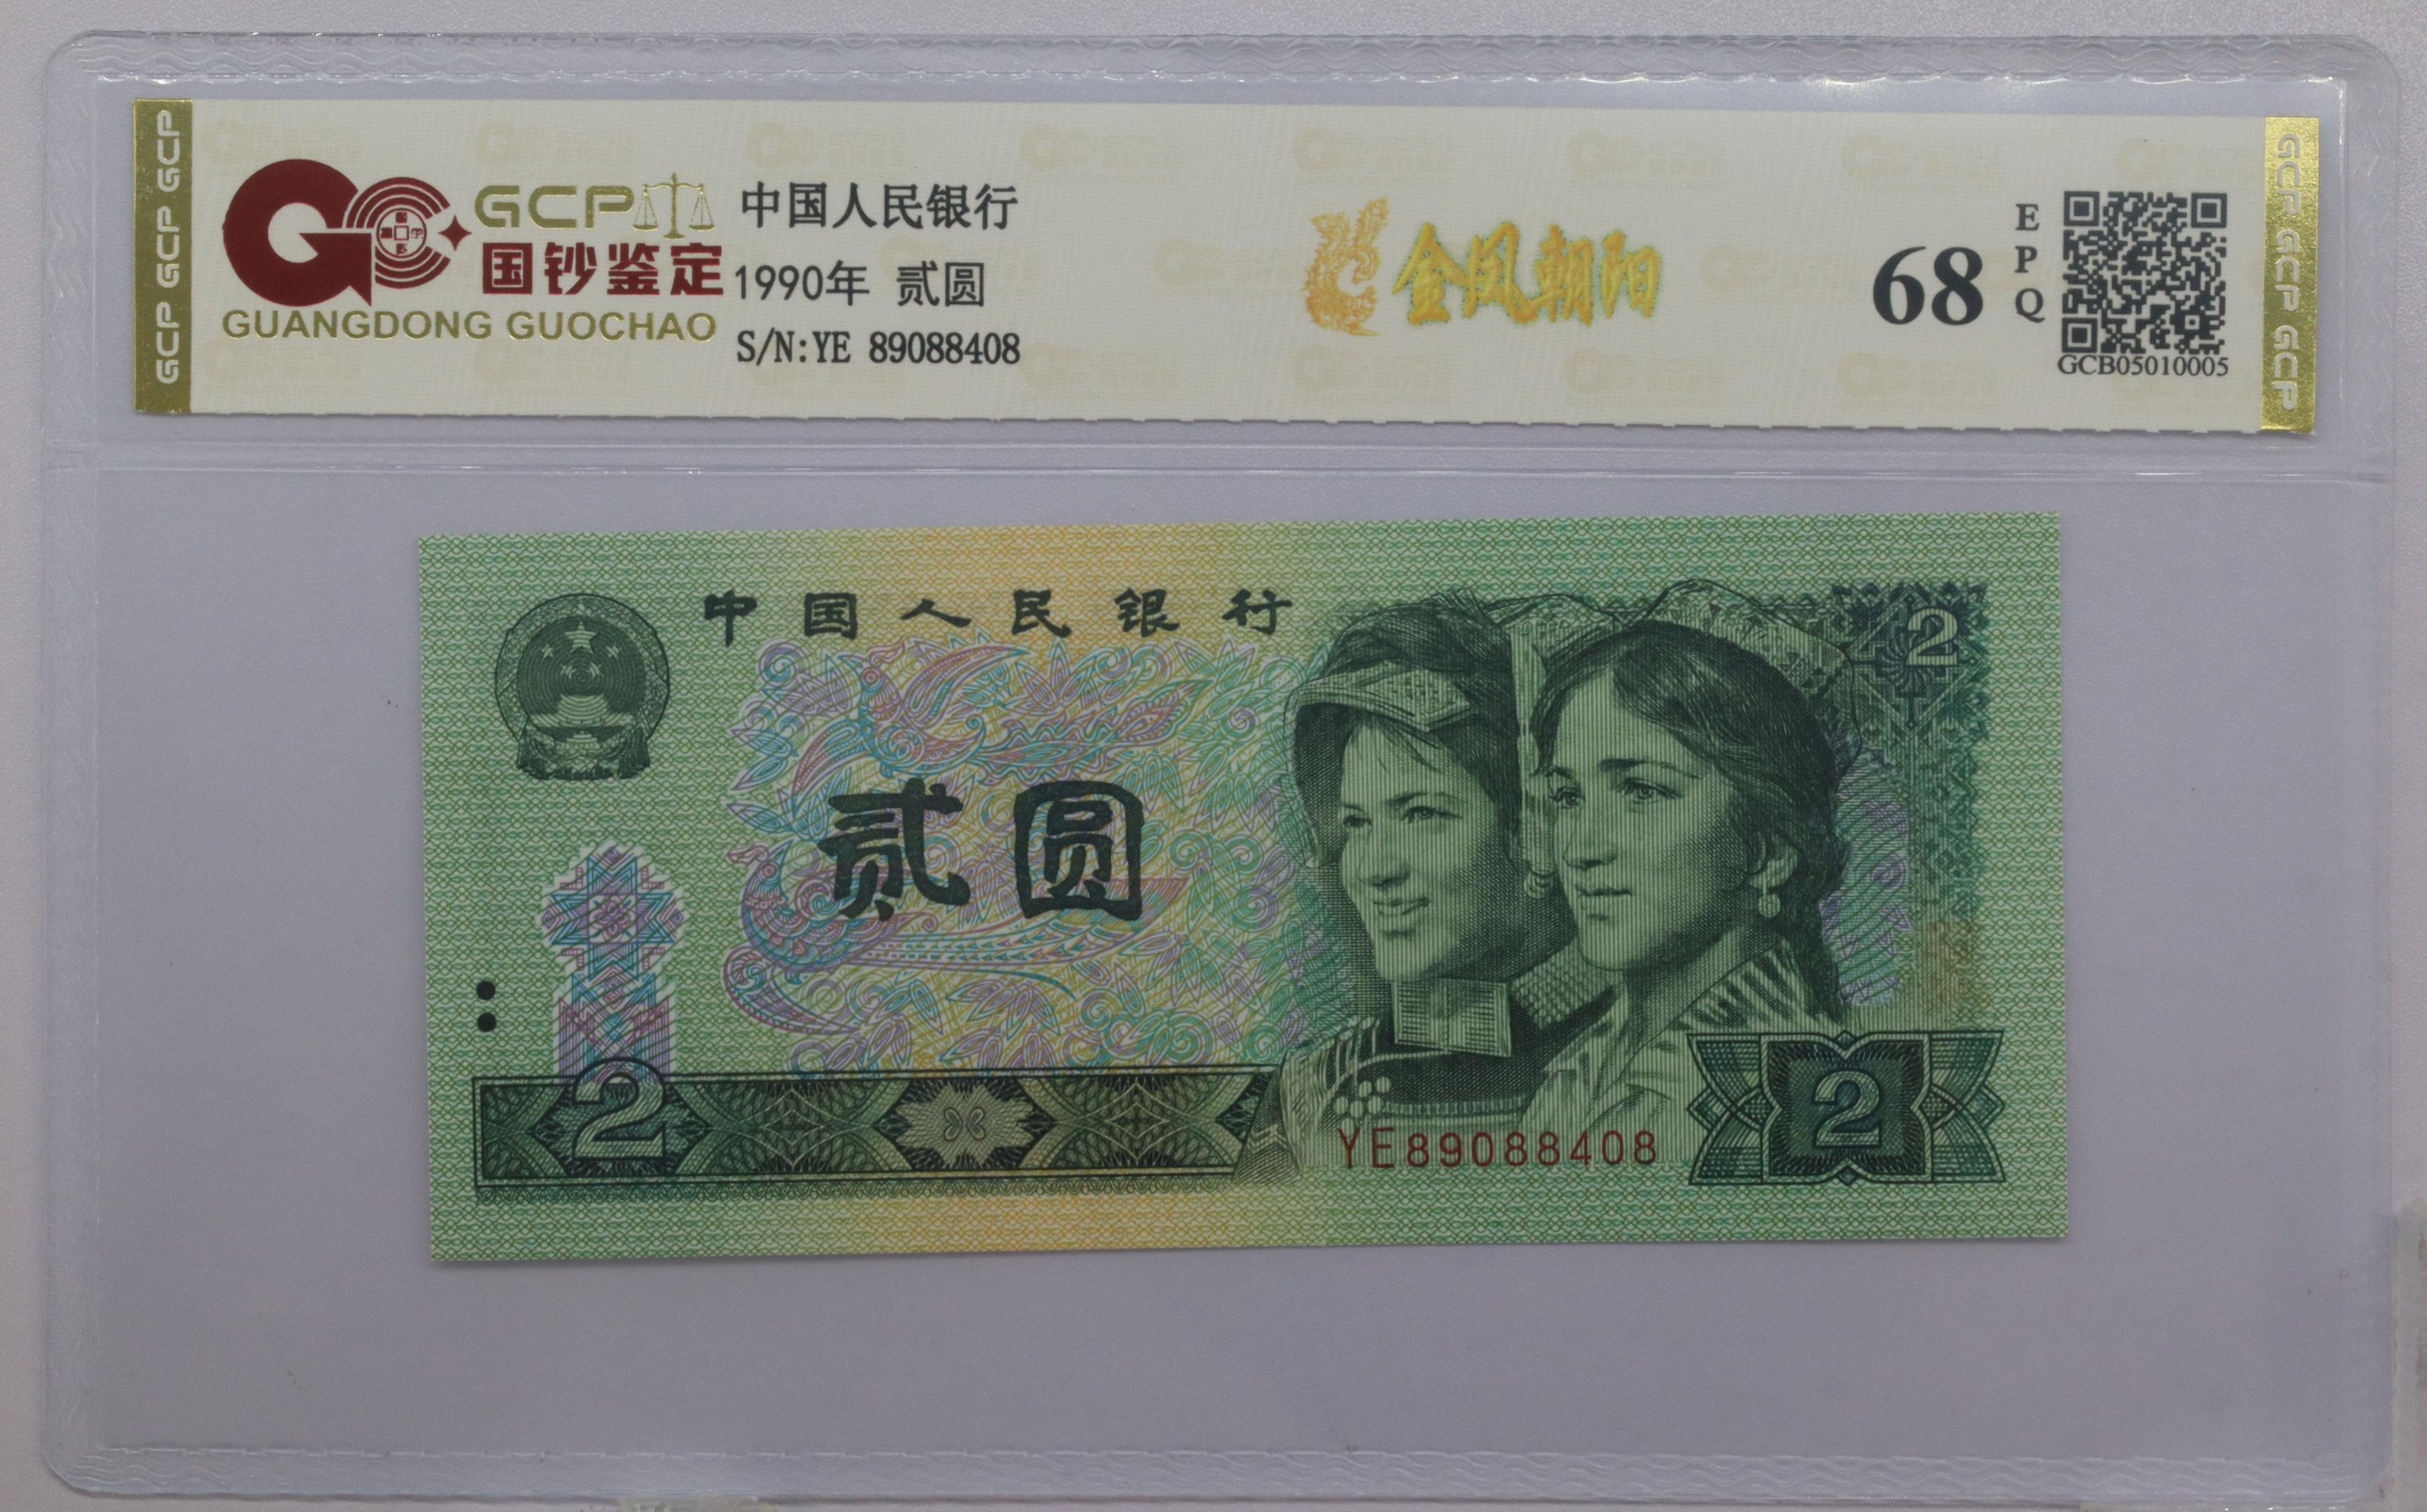 GCP GCP GCP
GCP
国钞鉴定
GUANGDONG GUOCHAO
中国人民银行
1990年 贰圆
S/N:YE 89088408
金凤朝阳
68
EPQ
GCB05010005
GCP GCP GCP
中国人民银行
2
贰圆
2
YE89088408
2